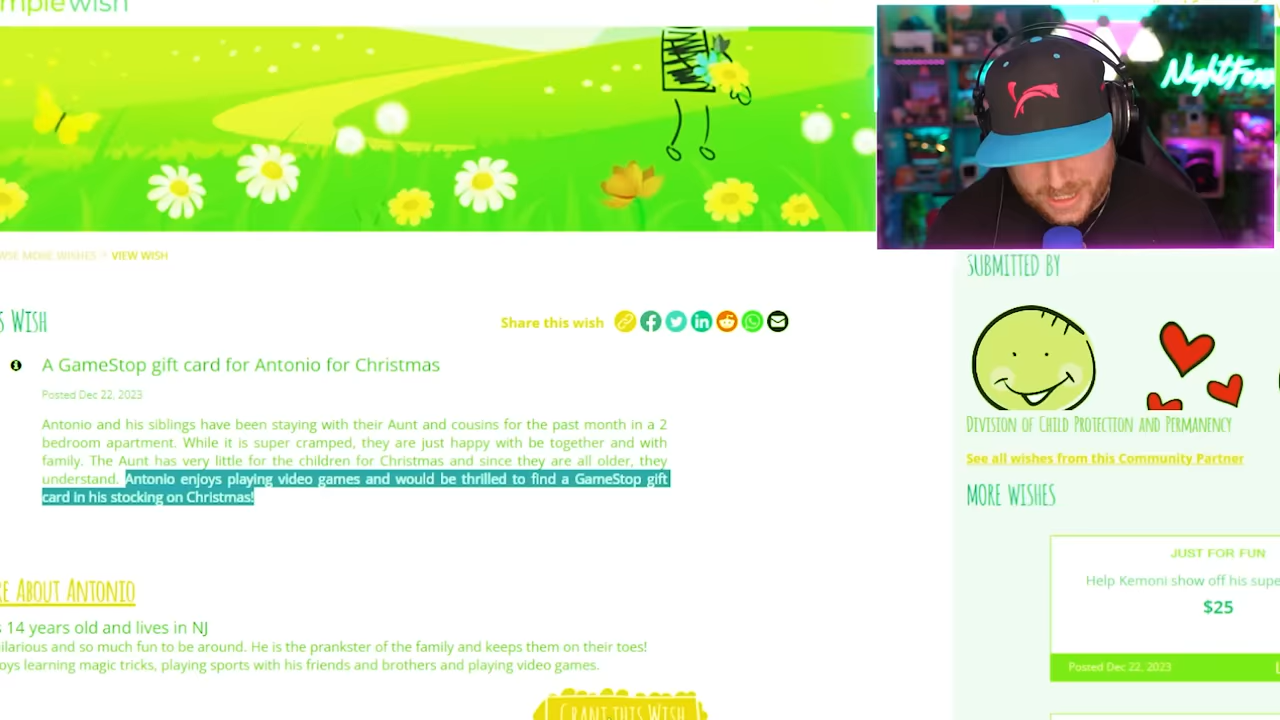 mplewish
NightFoxx
WSE MORE WISHES > VIEW WISH
SUBMITTED BY
S WISH
Share this wish
A GameStop gift card for Antonio for Christmas
Posted Dec 22, 2023
Antonio and his siblings have been staying with their Aunt and cousins for the past month in a 2
bedroom apartment. While it is super cramped, they are just happy with be together and with
family. The Aunt has very little for the children for Christmas and since they are all older, they
understand. Antonio enjoys playing video games and would be thrilled to find a GameStop gift
card in his stocking on Christmas!
DIVISION OF CHILD PROTECTION AND PERMANENCY
See all wishes from this Community Partner
MORE WISHES
JUST FOR FUN
Help Kemoni show off his supe
$25
Posted Dec 22, 2023
RE ABOUT ANTONIO
s 14 years old and lives in NJ
ilarious and so much fun to be around. He is the prankster of the family and keeps them on their toes!
oys learning magic tricks, playing sports with his friends and brothers and playing video games.
GRANT THIS WISH